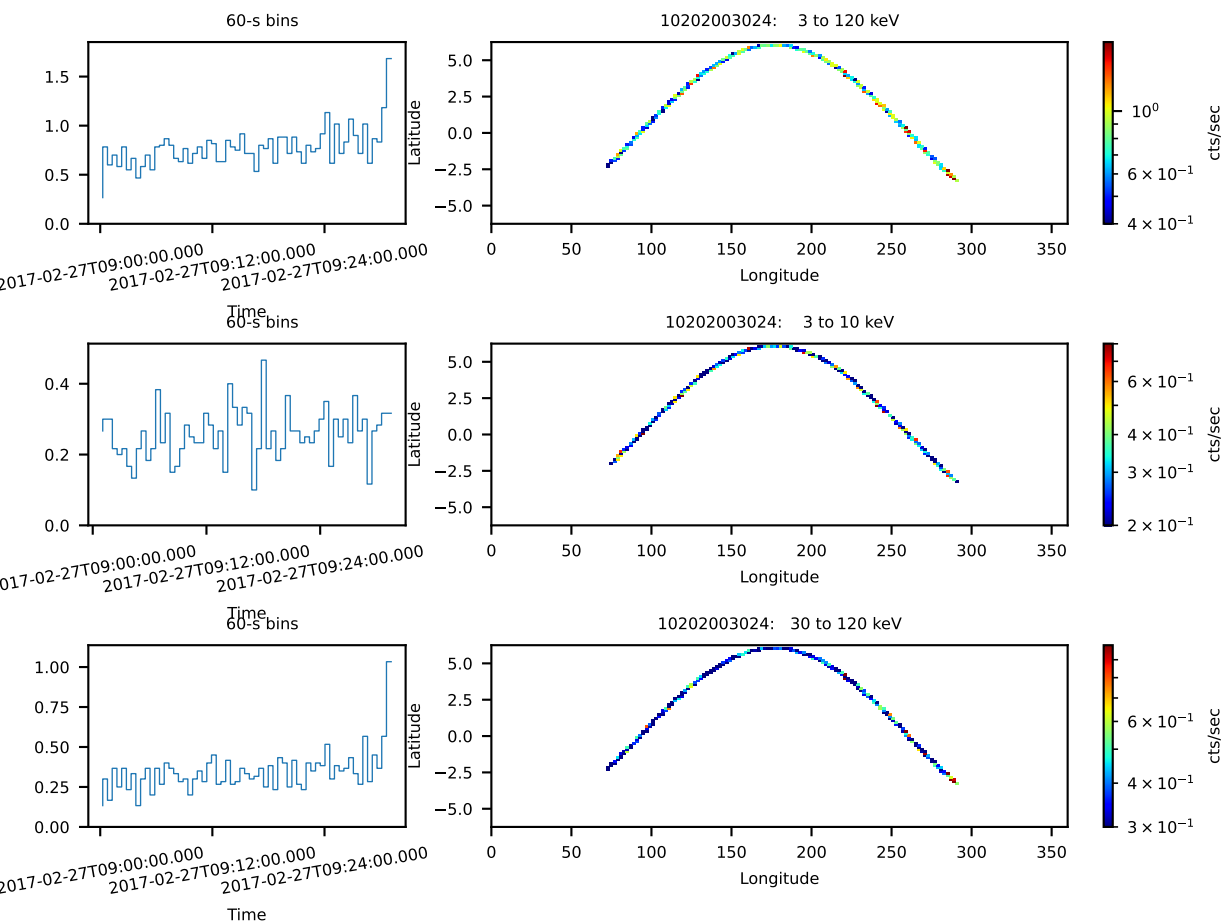 60-s bins
10202003024: 3 to 120 keV
1.5
1.0
0.5
0.0
Latitude
5.0
2.5
0.0
−2.5
−5.0
10⁰
6 × 10⁻¹
4 × 10⁻¹
cts/sec
2017-02-27T09:00:00.000
2017-02-27T09:12:00.000
2017-02-27T09:24:00.000
Time
0 50 100 150 200 250 300 350
Longitude
60-s bins
10202003024: 3 to 10 keV
0.4
0.2
0.0
Latitude
5.0
2.5
0.0
−2.5
−5.0
6 × 10⁻¹
4 × 10⁻¹
3 × 10⁻¹
2 × 10⁻¹
cts/sec
017-02-27T09:00:00.000
2017-02-27T09:12:00.000
2017-02-27T09:24:00.000
Time
0 50 100 150 200 250 300 350
Longitude
60-s bins
10202003024: 30 to 120 keV
1.00
0.75
0.50
0.25
0.00
Latitude
5.0
2.5
0.0
−2.5
−5.0
6 × 10⁻¹
4 × 10⁻¹
3 × 10⁻¹
cts/sec
2017-02-27T09:00:00.000
2017-02-27T09:12:00.000
2017-02-27T09:24:00.000
Time
0 50 100 150 200 250 300 350
Longitude